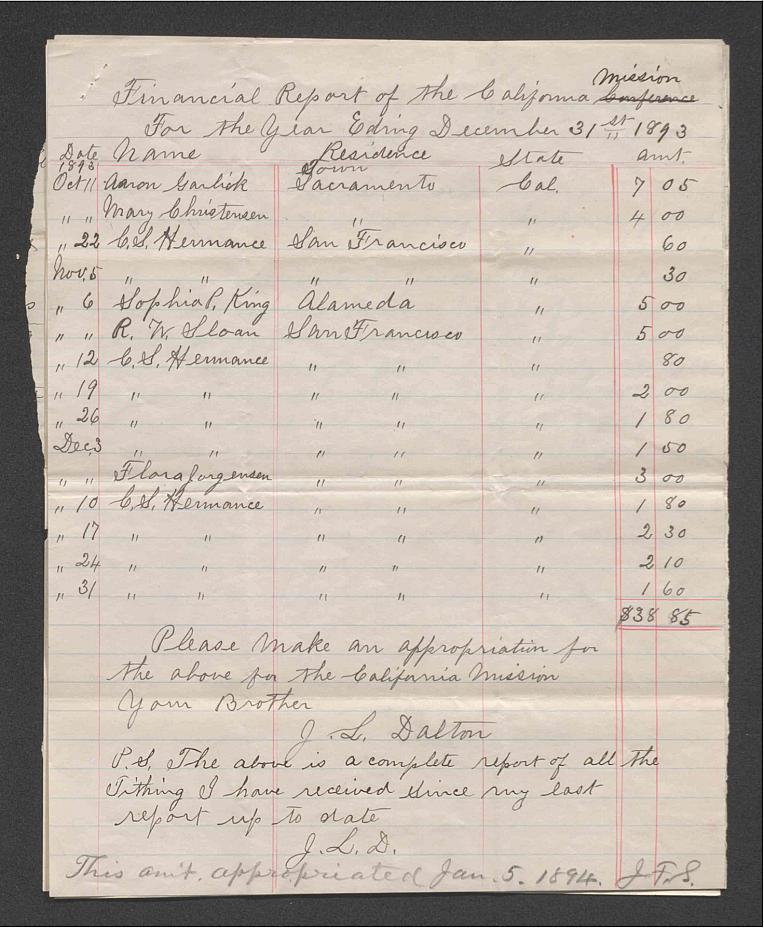 Mission
Financial Report of the California Conference
For the Year Eding December 31st 1893
Date Name Residence State amt.
1893 Town
Oct 11 Aaron Garlick Sacramento Cal. 7 05
" " Mary Christensen " " 4 00
" 22 C.S. Hermance San Francisco " 60
Nov. 5 " " " " " 30
" 6 Sophia P. King Alameda " 5 00
" " R. W. Sloan San Francisco " 5 00
" 12 C.S. Hermance " " " 80
" 19 " " " " " 2 00
" 26 " " " " " 1 80
Dec. 3 " " " " " 1 50
" " Flora Jorgensen " " " 3 00
" 10 C.S. Hermance " " " 1 80
" 17 " " " " " 2 30
" 24 " " " " " 2 10
" 31 " " " " " 1 60
$38 85
Please make an appropriation for
the above for the California Mission
Your Brother
J. L. Dalton
P.S. The above is a complete report of all the
Tithing I have received since my last
report up to date
J.L.D.
This amt. appropriated Jan. 5. 1894. J.F.S.